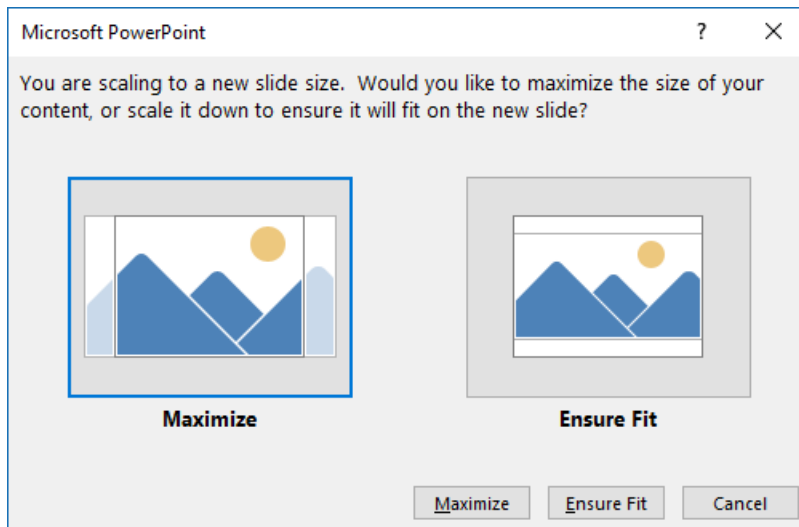 Microsoft PowerPoint ?
You are scaling to a new slide size. Would you like to maximize the size of your
content, or scale it down to ensure it will fit on the new slide?
Maximize Ensure Fit
Maximize Ensure Fit Cancel